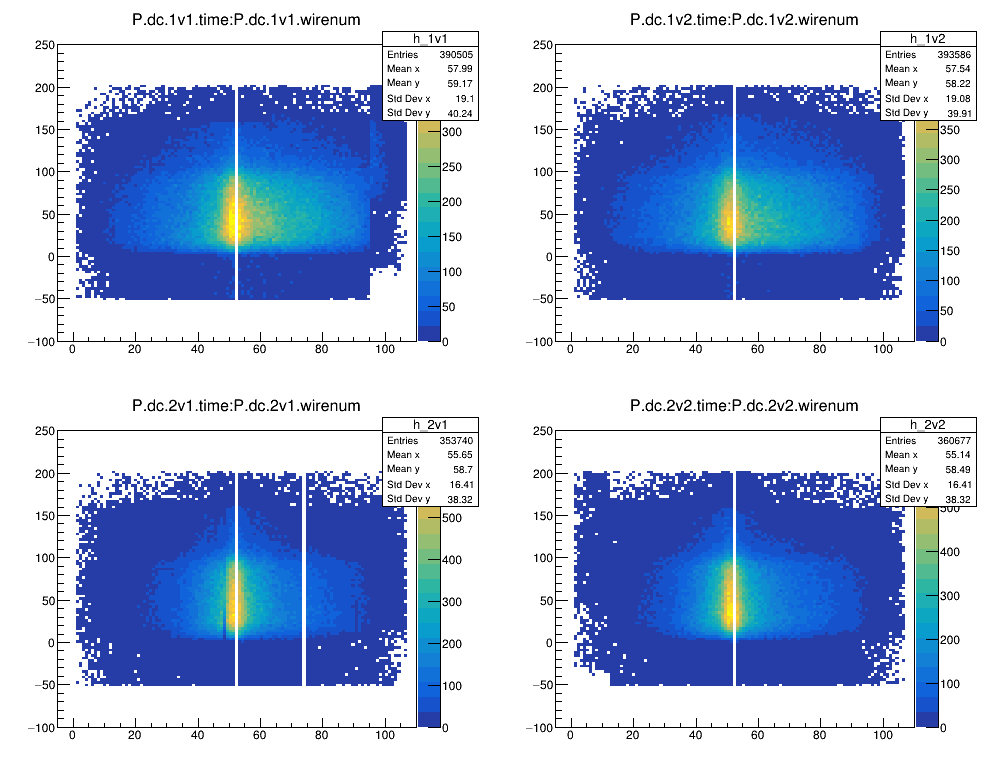 P.dc.1v1.time:P.dc.1v1.wirenum
h_1v1
Entries 390505
Mean x 57.99
Mean y 59.17
Std Dev x 19.1
Std Dev y 40.24
250
200
150
100
50
0
−50
−100
0 20 40 60 80 100
300
250
200
150
100
50
0
P.dc.1v2.time:P.dc.1v2.wirenum
h_1v2
Entries 393586
Mean x 57.54
Mean y 58.22
Std Dev x 19.08
Std Dev y 39.91
250
200
150
100
50
0
−50
−100
0 20 40 60 80 100
350
300
250
200
150
100
50
0
P.dc.2v1.time:P.dc.2v1.wirenum
h_2v1
Entries 353740
Mean x 55.65
Mean y 58.7
Std Dev x 16.41
Std Dev y 38.32
250
200
150
100
50
0
−50
−100
0 20 40 60 80 100
500
400
300
200
100
0
P.dc.2v2.time:P.dc.2v2.wirenum
h_2v2
Entries 360677
Mean x 55.14
Mean y 58.49
Std Dev x 16.41
Std Dev y 38.32
250
200
150
100
50
0
−50
−100
0 20 40 60 80 100
500
400
300
200
100
0